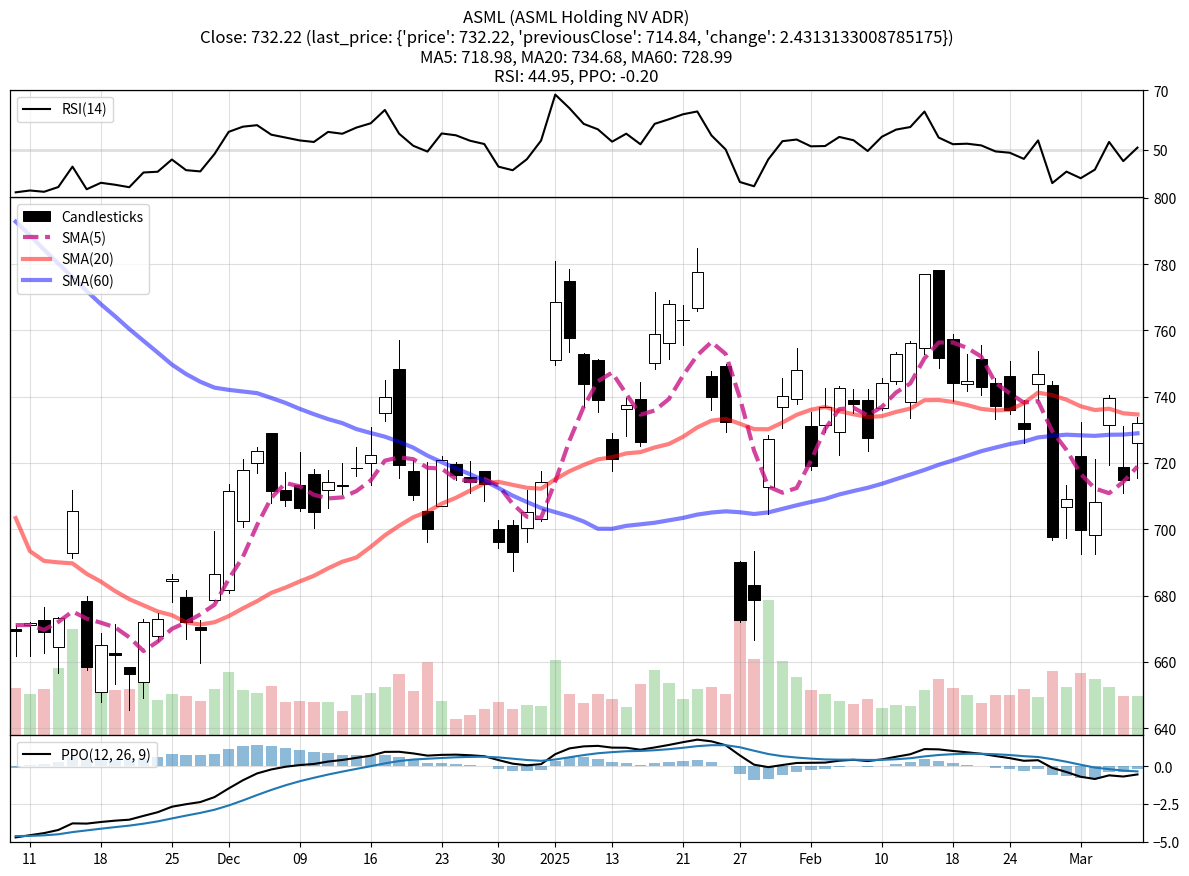 ASML (ASML Holding NV ADR)
Close: 732.22 (last_price: {'price': 732.22, 'previousClose': 714.84, 'change': 2.4313133008785175})
MA5: 718.98, MA20: 734.68, MA60: 728.99
RSI: 44.95, PPO: -0.20
RSI(14)
70
50
Candlesticks
SMA(5)
SMA(20)
SMA(60)
800
780
760
740
720
700
680
660
640
PPO(12, 26, 9)
0.0
−2.5
−5.0
11
18
25
Dec
09
16
23
30
2025
13
21
27
Feb
10
18
24
Mar